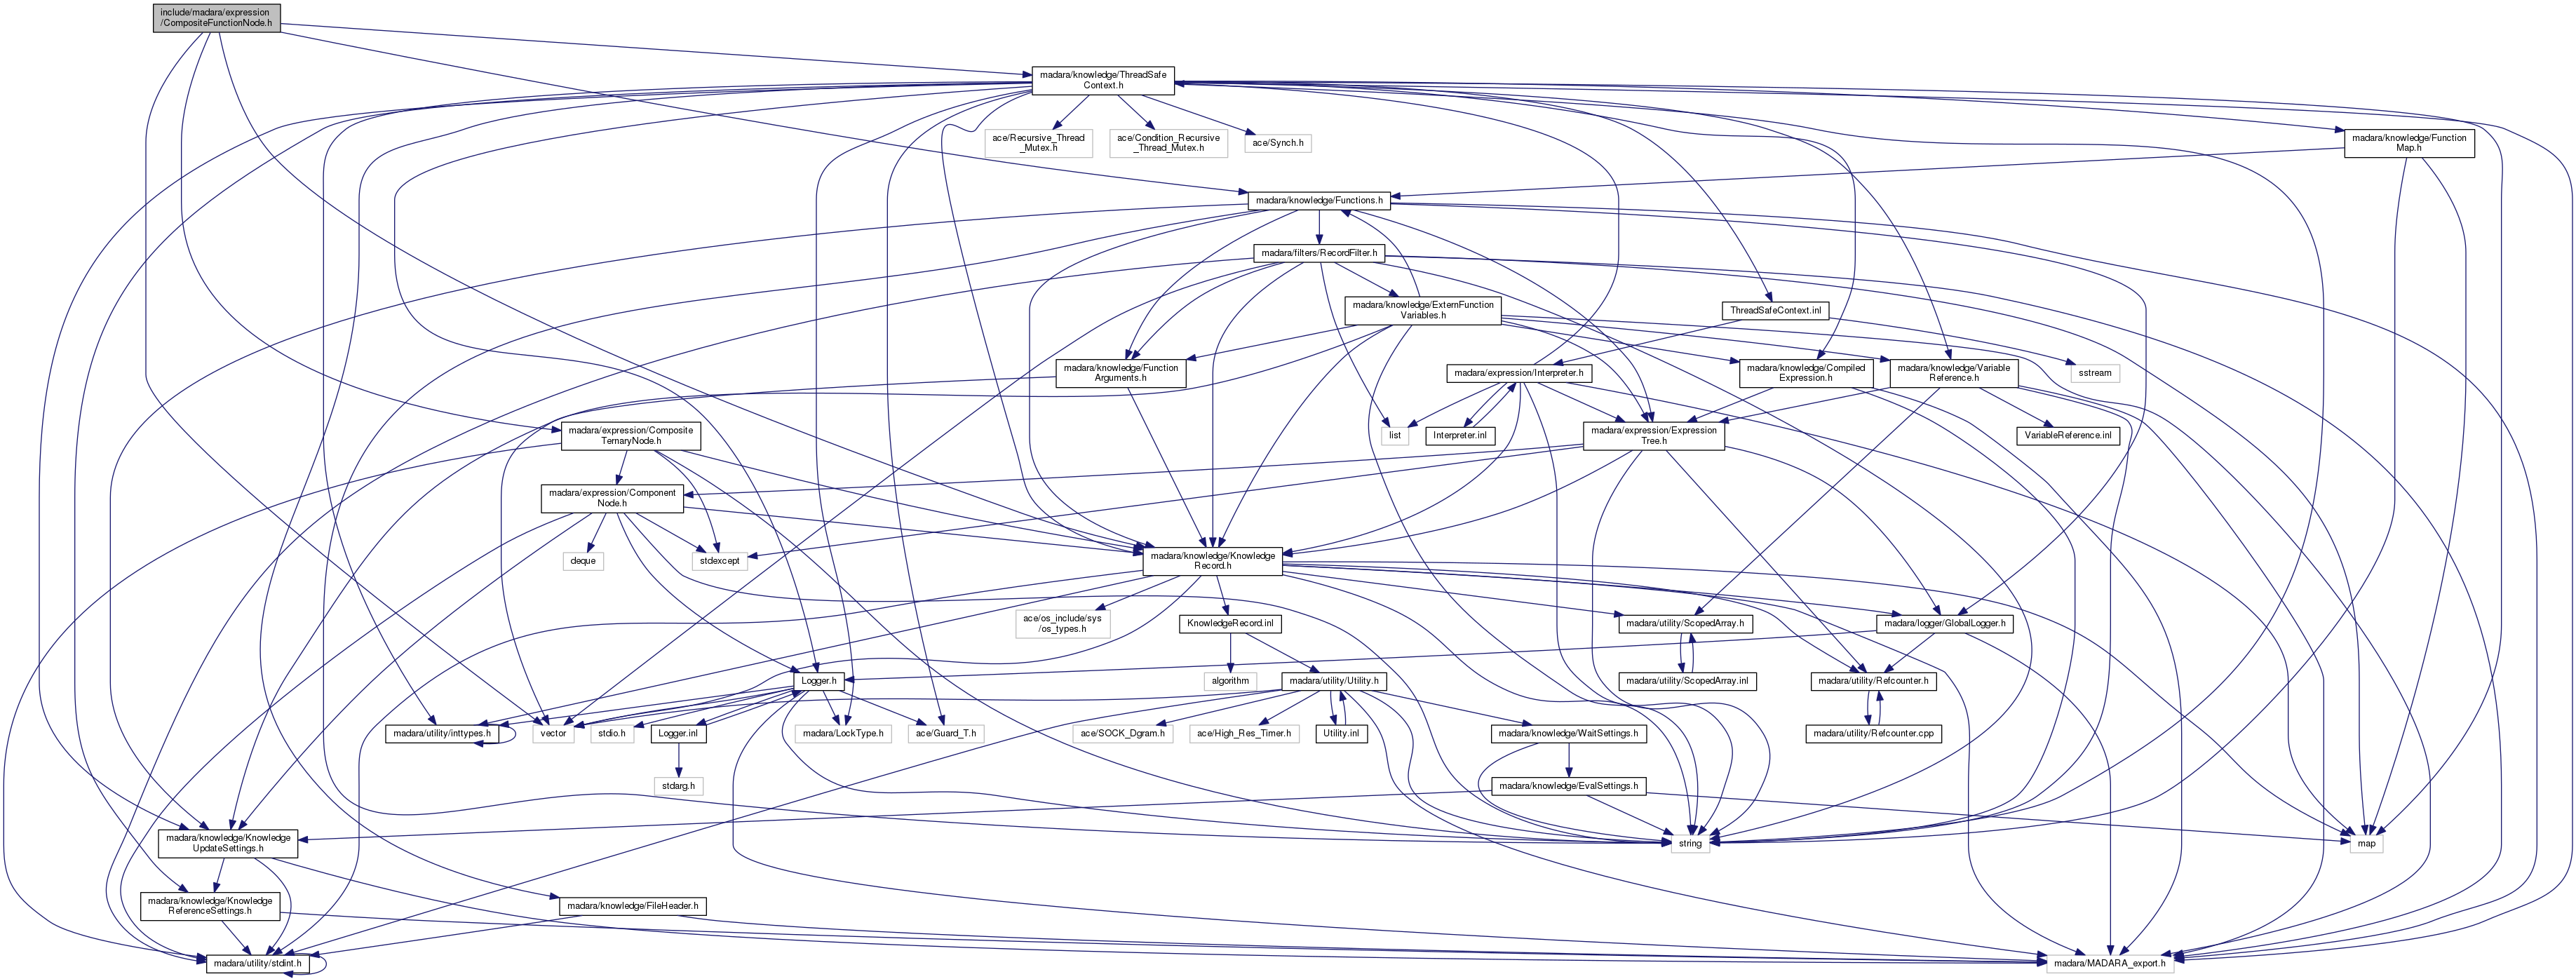 include/madara/expression
/CompositeFunctionNode.h
madara/knowledge/ThreadSafe
Context.h
ace/Recursive_Thread
_Mutex.h
ace/Condition_Recursive
_Thread_Mutex.h
ace/Synch.h
madara/knowledge/Function
Map.h
madara/knowledge/Functions.h
madara/filters/RecordFilter.h
madara/knowledge/ExternFunction
Variables.h
ThreadSafeContext.inl
madara/knowledge/Function
Arguments.h
madara/expression/Interpreter.h
madara/knowledge/Compiled
Expression.h
madara/knowledge/Variable
Reference.h
sstream
madara/expression/Composite
TernaryNode.h
list
Interpreter.inl
madara/expression/Expression
Tree.h
VariableReference.inl
madara/expression/Component
Node.h
deque
stdexcept
madara/knowledge/Knowledge
Record.h
ace/os_include/sys
/os_types.h
KnowledgeRecord.inl
madara/utility/ScopedArray.h
madara/logger/GlobalLogger.h
Logger.h
algorithm
madara/utility/Utility.h
madara/utility/ScopedArray.inl
madara/utility/Refcounter.h
madara/utility/inttypes.h
vector
stdio.h
Logger.inl
madara/LockType.h
ace/Guard_T.h
ace/SOCK_Dgram.h
ace/High_Res_Timer.h
Utility.inl
madara/knowledge/WaitSettings.h
madara/utility/Refcounter.cpp
stdarg.h
madara/knowledge/EvalSettings.h
madara/knowledge/Knowledge
UpdateSettings.h
string
map
madara/knowledge/Knowledge
ReferenceSettings.h
madara/knowledge/FileHeader.h
madara/utility/stdint.h
madara/MADARA_export.h